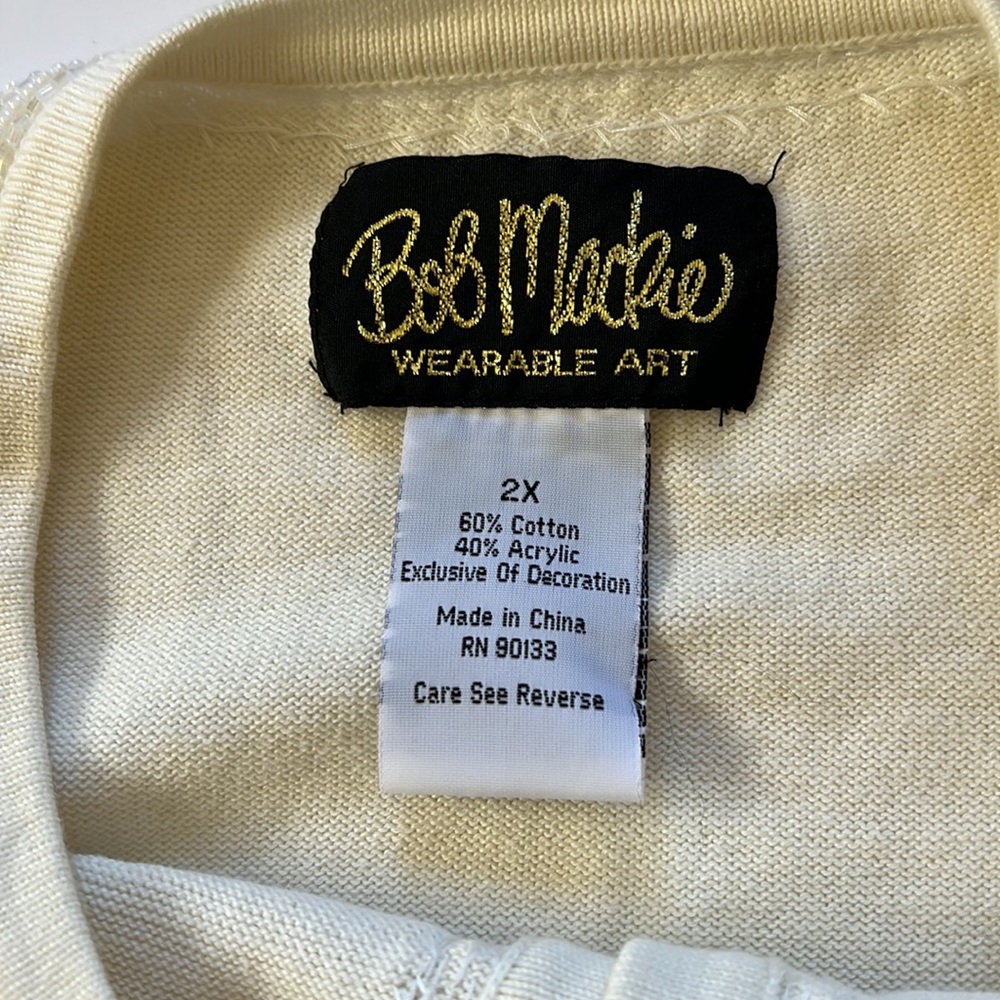 Bob Mackie
WEARABLE ART
2X
60% Cotton
40% Acrylic
Exclusive Of Decoration
Made in China
RN 90133
Care See Reverse